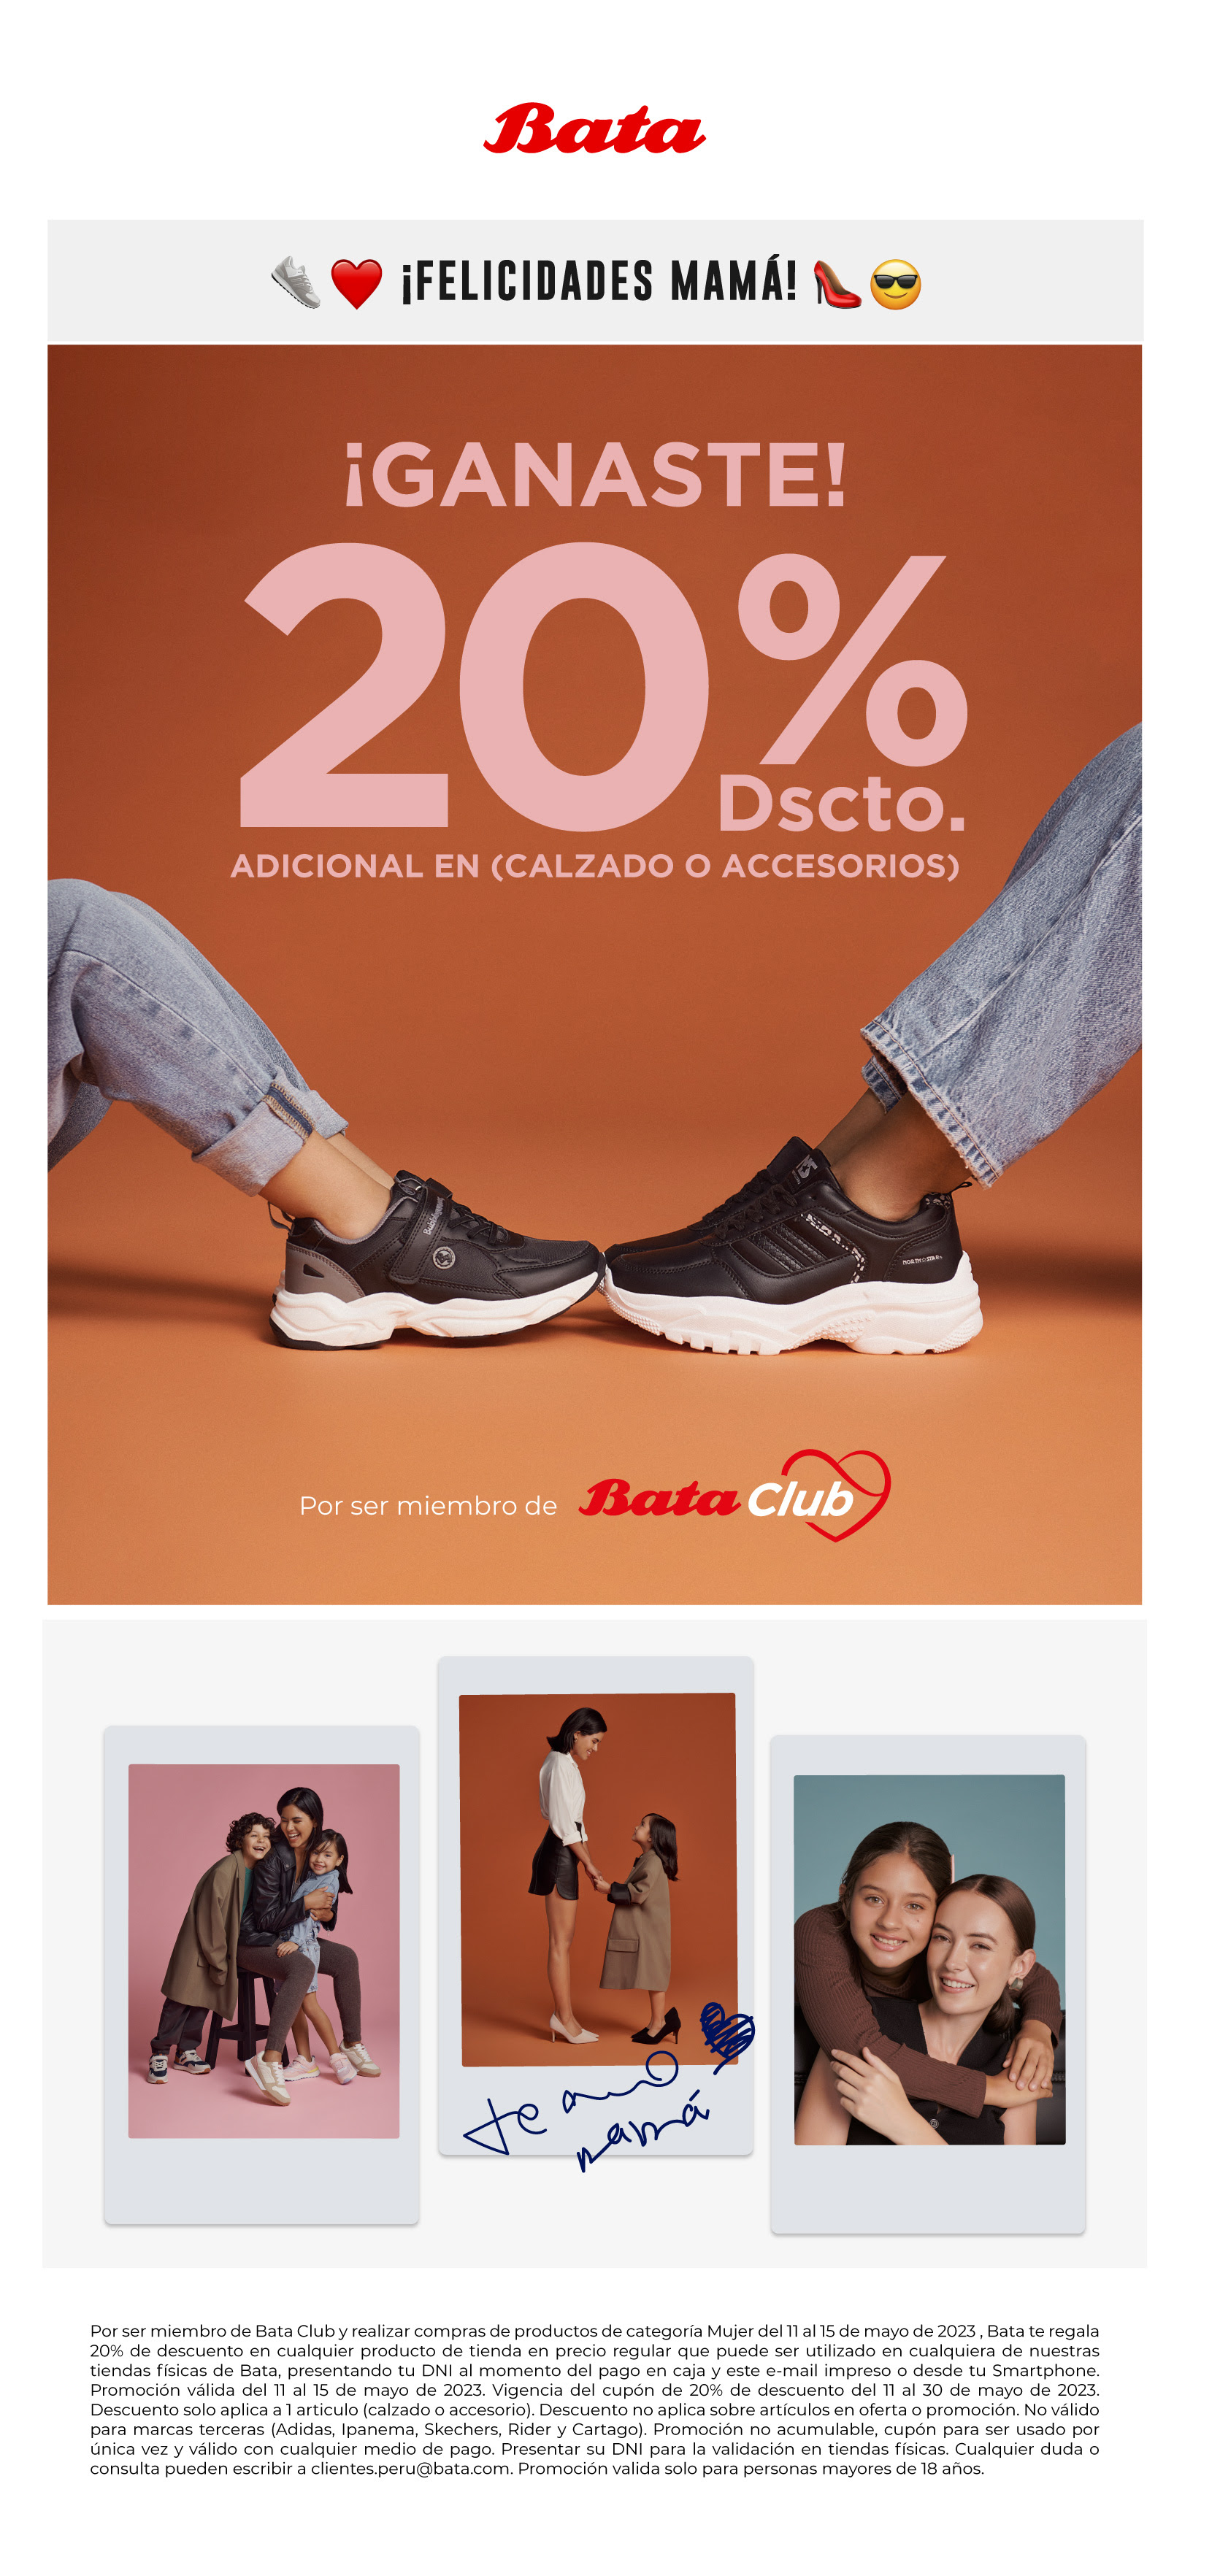 Bata
¡FELICIDADES MAMÁ!
¡GANASTE!
20%
Dscto.
ADICIONAL EN (CALZADO O ACCESORIOS)
NORTH STAR
Por ser miembro de Bata Club
te amo
mamá
Por ser miembro de Bata Club y realizar compras de productos de categoría Mujer del 11 al 15 de mayo de 2023 , Bata te regala
20% de descuento en cualquier producto de tienda en precio regular que puede ser utilizado en cualquiera de nuestras
tiendas físicas de Bata, presentando tu DNI al momento del pago en caja y este e-mail impreso o desde tu Smartphone.
Promoción válida del 11 al 15 de mayo de 2023. Vigencia del cupón de 20% de descuento del 11 al 30 de mayo de 2023.
Descuento solo aplica a 1 articulo (calzado o accesorio). Descuento no aplica sobre artículos en oferta o promoción. No válido
para marcas terceras (Adidas, Ipanema, Skechers, Rider y Cartago). Promoción no acumulable, cupón para ser usado por
única vez y válido con cualquier medio de pago. Presentar su DNI para la validación en tiendas físicas. Cualquier duda o
consulta pueden escribir a clientes.peru@bata.com. Promoción valida solo para personas mayores de 18 años.